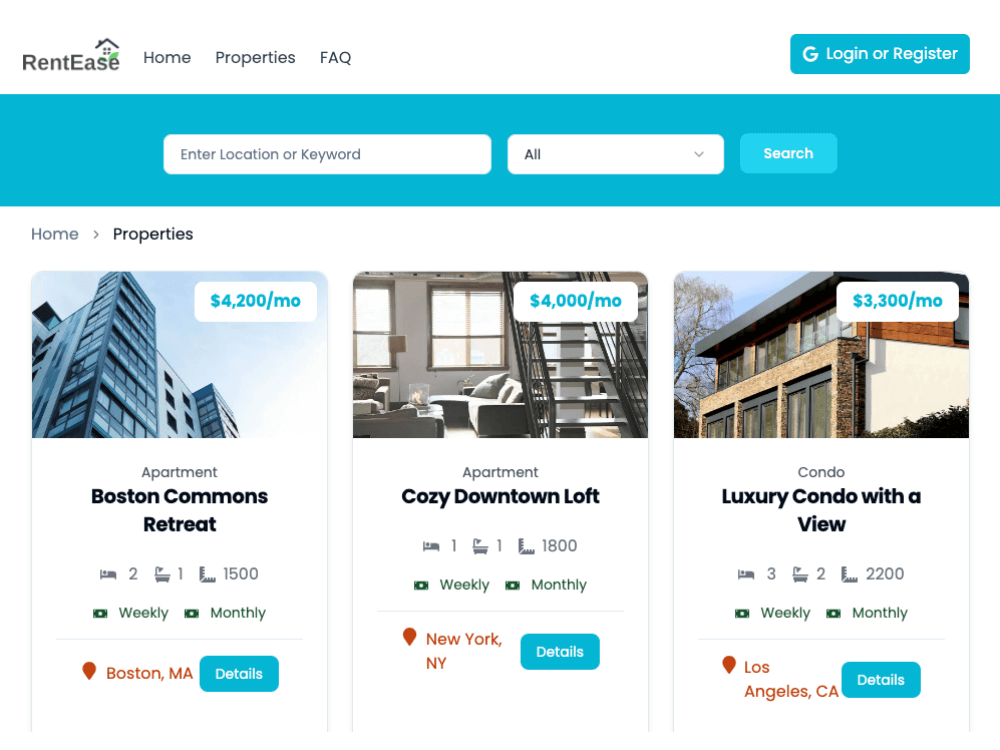 RentEase
Home Properties FAQ
Login or Register
Enter Location or Keyword
All
Search
Home > Properties
$4,200/mo
Apartment
Boston Commons
Retreat
2 1 1500
Weekly Monthly
Boston, MA
Details
$4,000/mo
Apartment
Cozy Downtown Loft
1 1 1800
Weekly Monthly
New York,
NY
Details
$3,300/mo
Condo
Luxury Condo with a
View
3 2 2200
Weekly Monthly
Los
Angeles, CA
Details